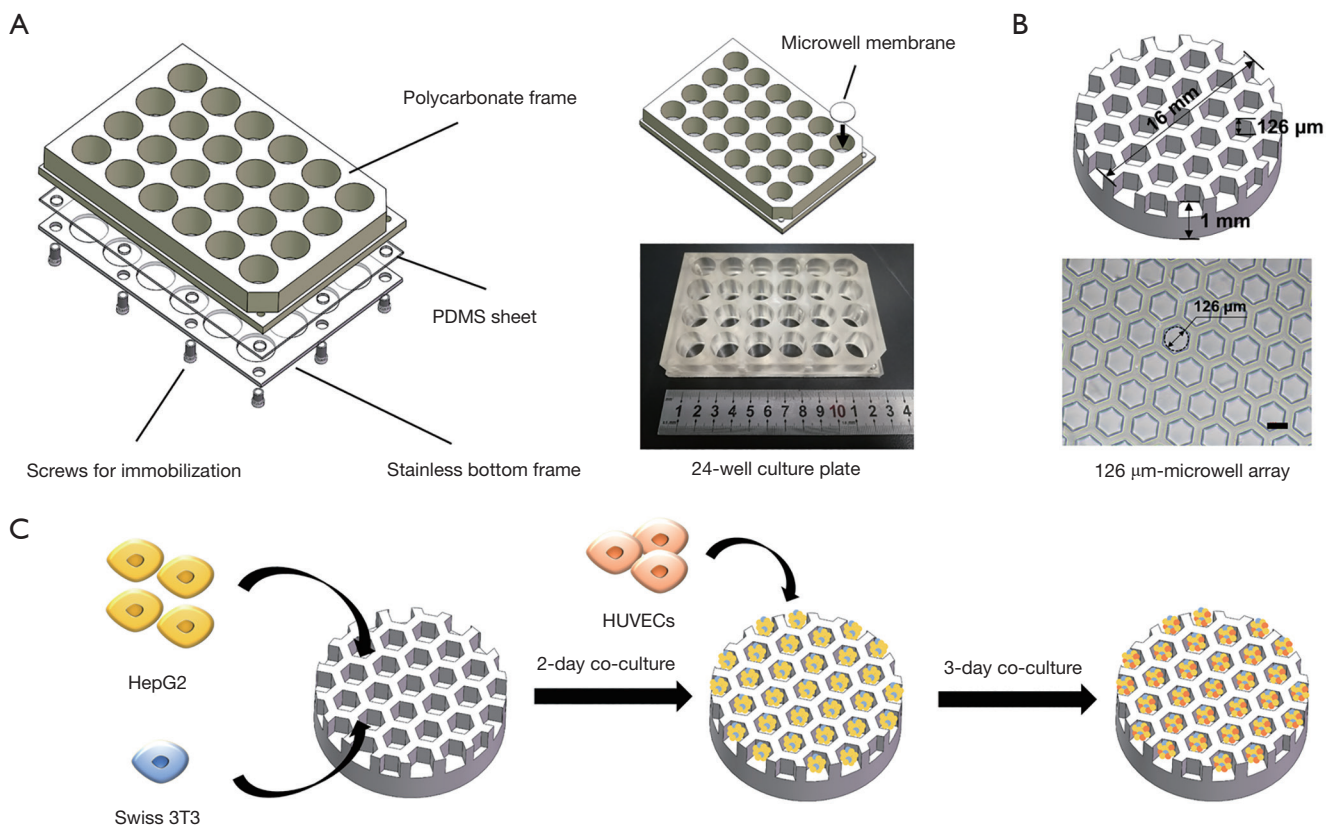 A
Polycarbonate frame
PDMS sheet
Screws for immobilization
Stainless bottom frame
Microwell membrane
1 2 3 4 5 6 7 8 9 10 1 2 3 4
24-well culture plate
B
16 mm
126 μm
1 mm
126 μm
126 μm-microwell array
C
HepG2
Swiss 3T3
HUVECs
2-day co-culture
3-day co-culture